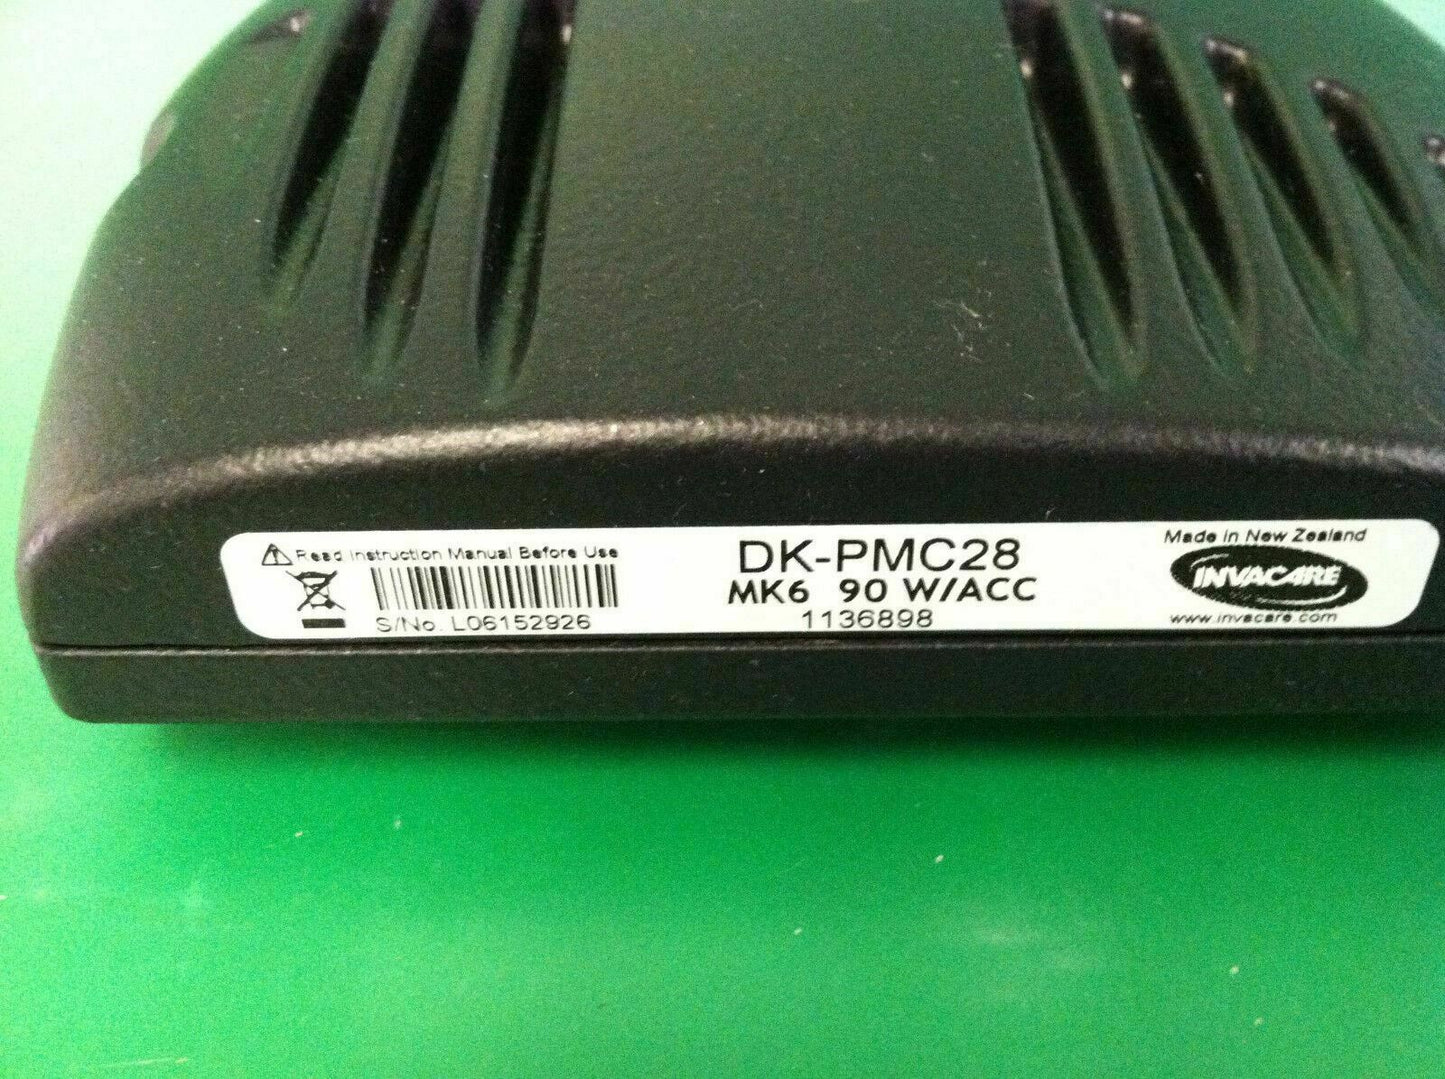 Read Instruction Manual Before Use
S/No. L06152926
DK-PMC28
MK6 90 W/ACC
1136898
Made in New Zealand
INVACARE
www.invacare.com